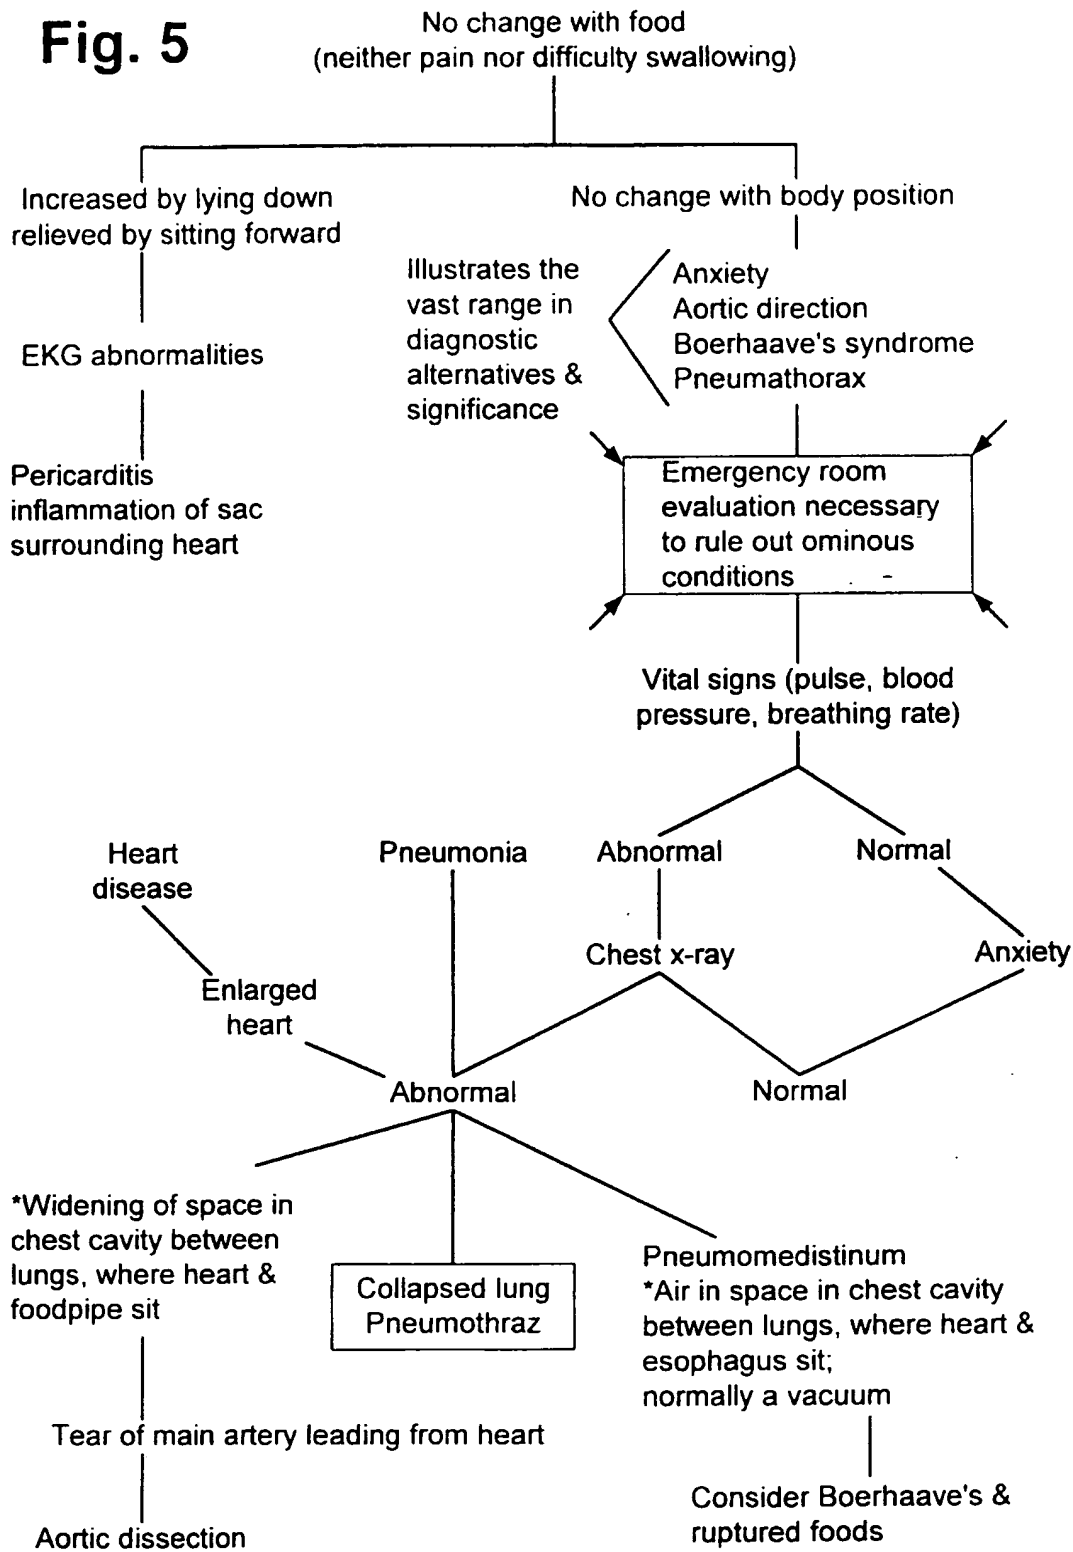 Fig. 5
No change with food
(neither pain nor difficulty swallowing)
Increased by lying down
relieved by sitting forward
EKG abnormalities
Pericarditis
inflammation of sac
surrounding heart
No change with body position
Illustrates the
vast range in
diagnostic
alternatives &
significance
Anxiety
Aortic direction
Boerhaave's syndrome
Pneumathorax
Emergency room
evaluation necessary
to rule out ominous
conditions
Vital signs (pulse, blood
pressure, breathing rate)
Heart
disease
Pneumonia
Abnormal
Normal
Chest x-ray
Anxiety
Enlarged
heart
Abnormal
Normal
*Widening of space in
chest cavity between
lungs, where heart &
foodpipe sit
Collapsed lung
Pneumothraz
Pneumomedistinum
*Air in space in chest cavity
between lungs, where heart &
esophagus sit;
normally a vacuum
Tear of main artery leading from heart
Aortic dissection
Consider Boerhaave's &
ruptured foods